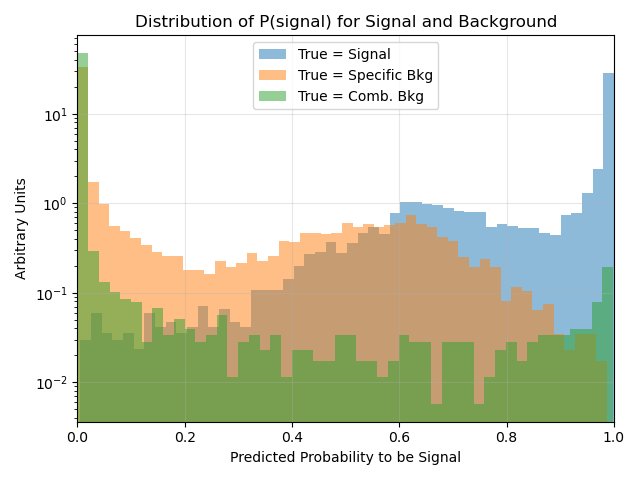 Distribution of P(signal) for Signal and Background
True = Signal
True = Specific Bkg
True = Comb. Bkg
Arbitrary Units
10¹
10⁰
10⁻¹
10⁻²
0.0 0.2 0.4 0.6 0.8 1.0
Predicted Probability to be Signal